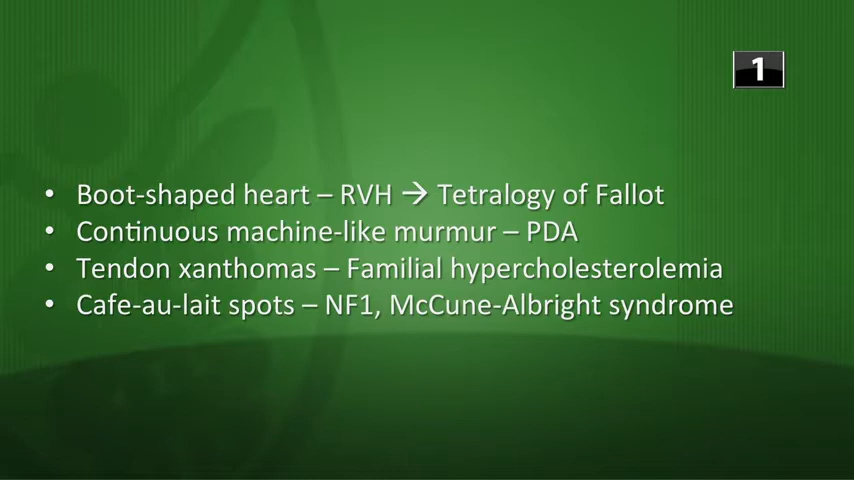 1
• Boot-shaped heart – RVH → Tetralogy of Fallot
• Continuous machine-like murmur – PDA
• Tendon xanthomas – Familial hypercholesterolemia
• Cafe-au-lait spots – NF1, McCune-Albright syndrome